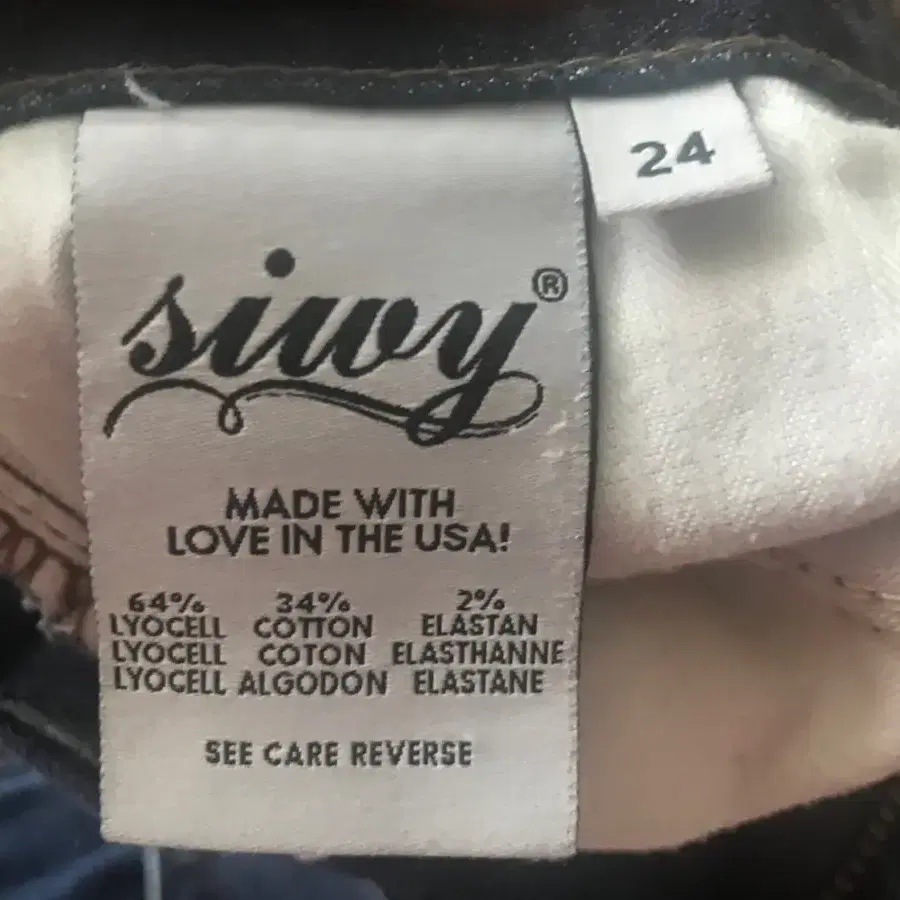 24
siwy®
MADE WITH
LOVE IN THE USA!
64% 34% 2%
LYOCELL COTTON ELASTAN
LYOCELL COTON ELASTHANNE
LYOCELL ALGODON ELASTANE
SEE CARE REVERSE